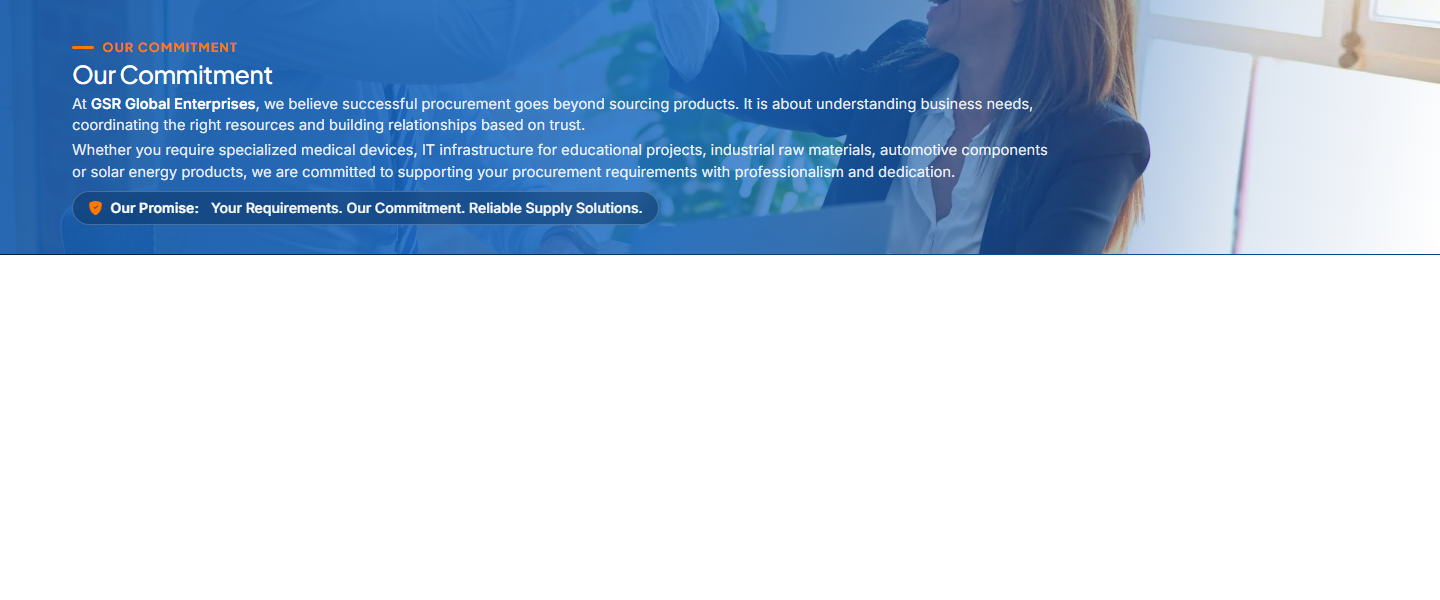 OUR COMMITMENT
Our Commitment
At GSR Global Enterprises, we believe successful procurement goes beyond sourcing products. It is about understanding business needs,
coordinating the right resources and building relationships based on trust.
Whether you require specialized medical devices, IT infrastructure for educational projects, industrial raw materials, automotive components
or solar energy products, we are committed to supporting your procurement requirements with professionalism and dedication.
Our Promise: Your Requirements. Our Commitment. Reliable Supply Solutions.